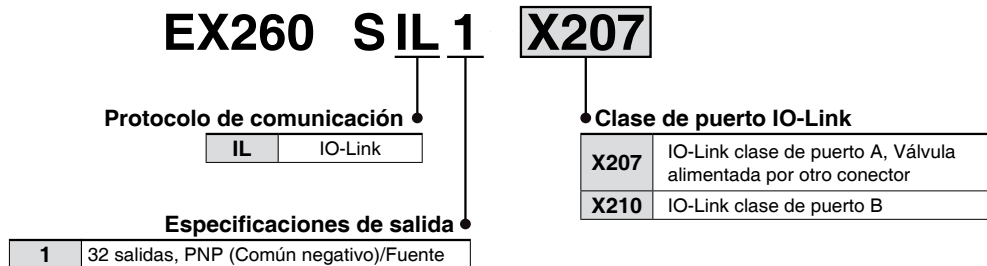 EX260 S IL 1 X207
Protocolo de comunicación
IL IO-Link
Especificaciones de salida
1 32 salidas, PNP (Común negativo)/Fuente
Clase de puerto IO-Link
X207 IO-Link clase de puerto A, Válvula
alimentada por otro conector
X210 IO-Link clase de puerto B